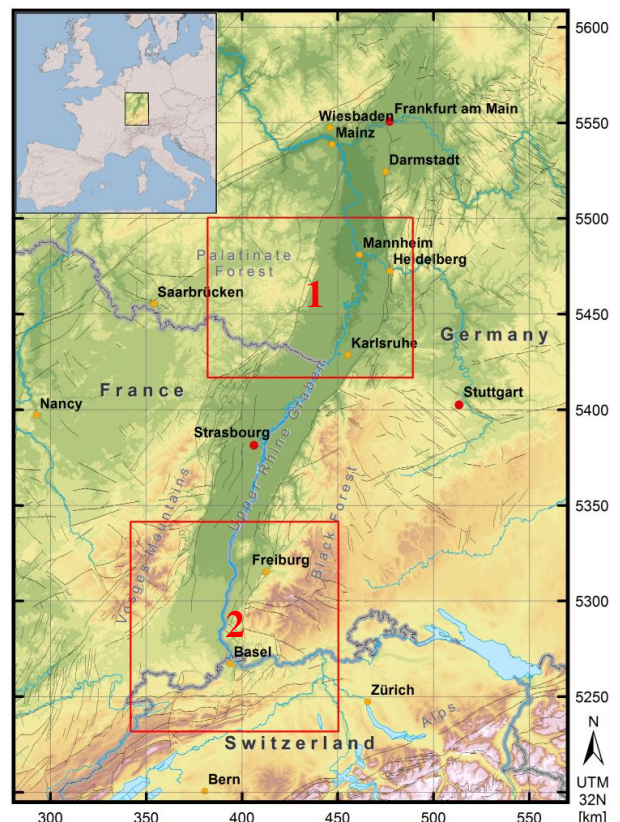 5600
Frankfurt am Main
Wiesbaden
Mainz
5550
Darmstadt
5500
Mannheim
Palatinate
Forest
Heidelberg
1
Saarbrücken
5450
Germany
Karlsruhe
France
Stuttgart
Nancy
5400
Strasbourg
Upper Rhine Graben
5350
Vosges Mountains
Black Forest
Freiburg
5300
2
Basel
Zürich
5250
Alps
Switzerland
N
Bern
UTM
32N
[km]
300 350 400 450 500 550